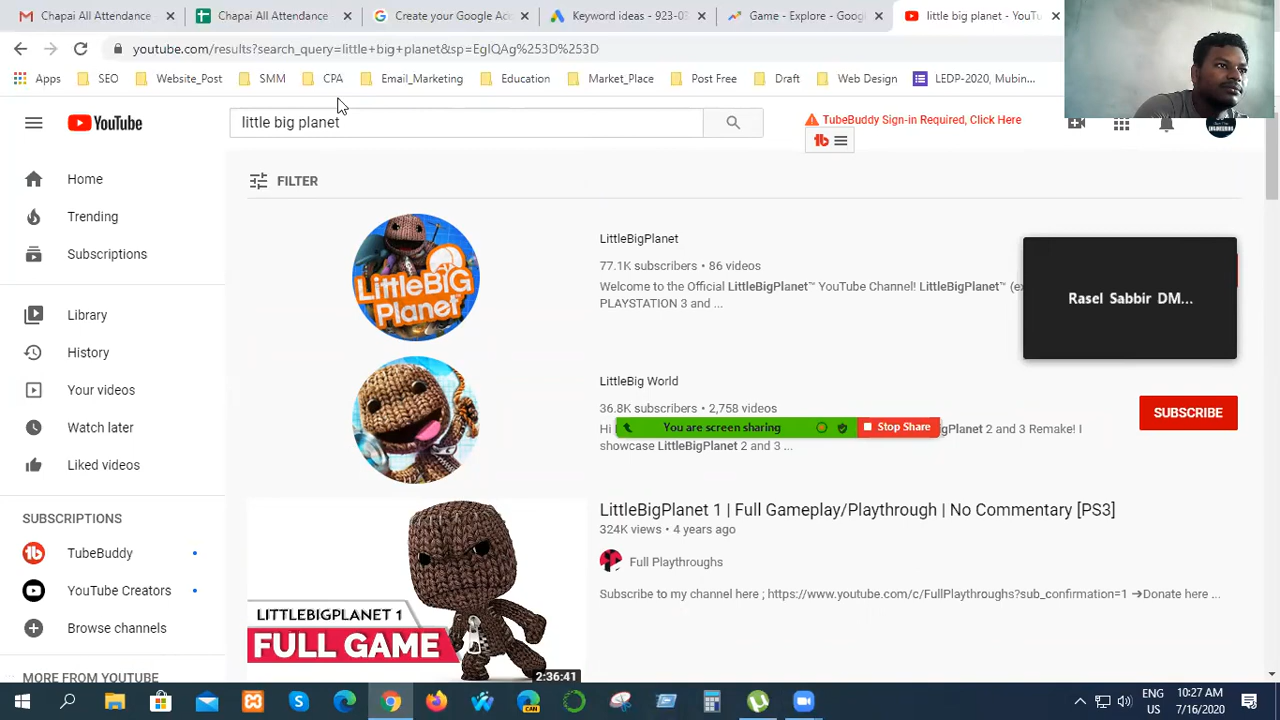 Chapai All Attendance
Chapai All Attendance
Create your Google Acc
Keyword ideas - 923-03
Game - Explore - Googl
little big planet - YouTu
youtube.com/results?search_query=little+big+planet&sp=EgIQAg%253D%253D
Apps
SEO
Website_Post
SMM
CPA
Email_Marketing
Education
Market_Place
Post Free
Draft
Web Design
LEDP-2020, Mubin...
YouTube
little big planet
TubeBuddy Sign-in Required, Click Here
tb
Home
Trending
Subscriptions
Library
History
Your videos
Watch later
Liked videos
SUBSCRIPTIONS
TubeBuddy
YouTube Creators
Browse channels
MORE FROM YOUTUBE
FILTER
LittleBIG Planet
LittleBigPlanet
77.1K subscribers • 86 videos
Welcome to the Official LittleBigPlanet™ YouTube Channel! LittleBigPlanet™ (ex
PLAYSTATION 3 and ...
Rasel Sabbir DM...
LittleBig World
36.8K subscribers • 2,758 videos
You are screen sharing
Stop Share
SUBSCRIBE
Hi
gPlanet 2 and 3 Remake! I
showcase LittleBigPlanet 2 and 3 ...
LITTLEBIGPLANET 1
FULL GAME
2:36:41
LittleBigPlanet 1 | Full Gameplay/Playthrough | No Commentary [PS3]
324K views • 4 years ago
Full Playthroughs
Subscribe to my channel here ; https://www.youtube.com/c/FullPlaythroughs?sub_confirmation=1 ➔Donate here ...
CAN
ENG
US
10:27 AM
7/16/2020